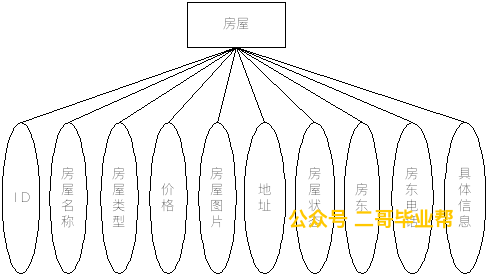 房屋
ID
房屋名称
房屋类型
价格
房屋图片
地址
房屋状态
房东
房东电话
具体信息
公众号 二哥毕业帮